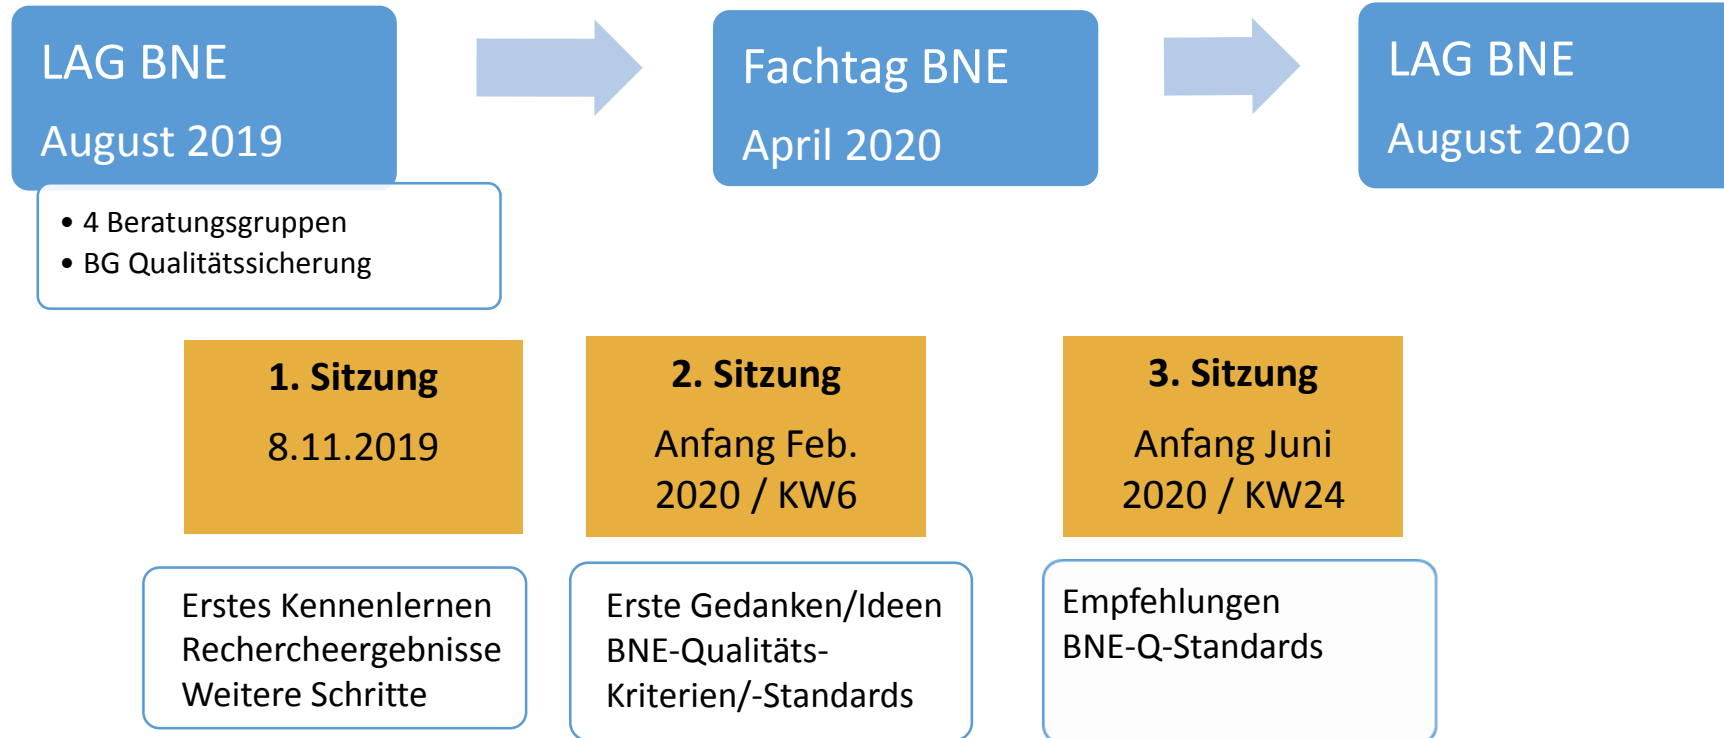 LAG BNE
August 2019
• 4 Beratungsgruppen
• BG Qualitätssicherung
Fachtag BNE
April 2020
LAG BNE
August 2020
1. Sitzung
8.11.2019
2. Sitzung
Anfang Feb.
2020 / KW6
3. Sitzung
Anfang Juni
2020 / KW24
Erstes Kennenlernen
Rechercheergebnisse
Weitere Schritte
Erste Gedanken/Ideen
BNE-Qualitäts-
Kriterien/-Standards
Empfehlungen
BNE-Q-Standards